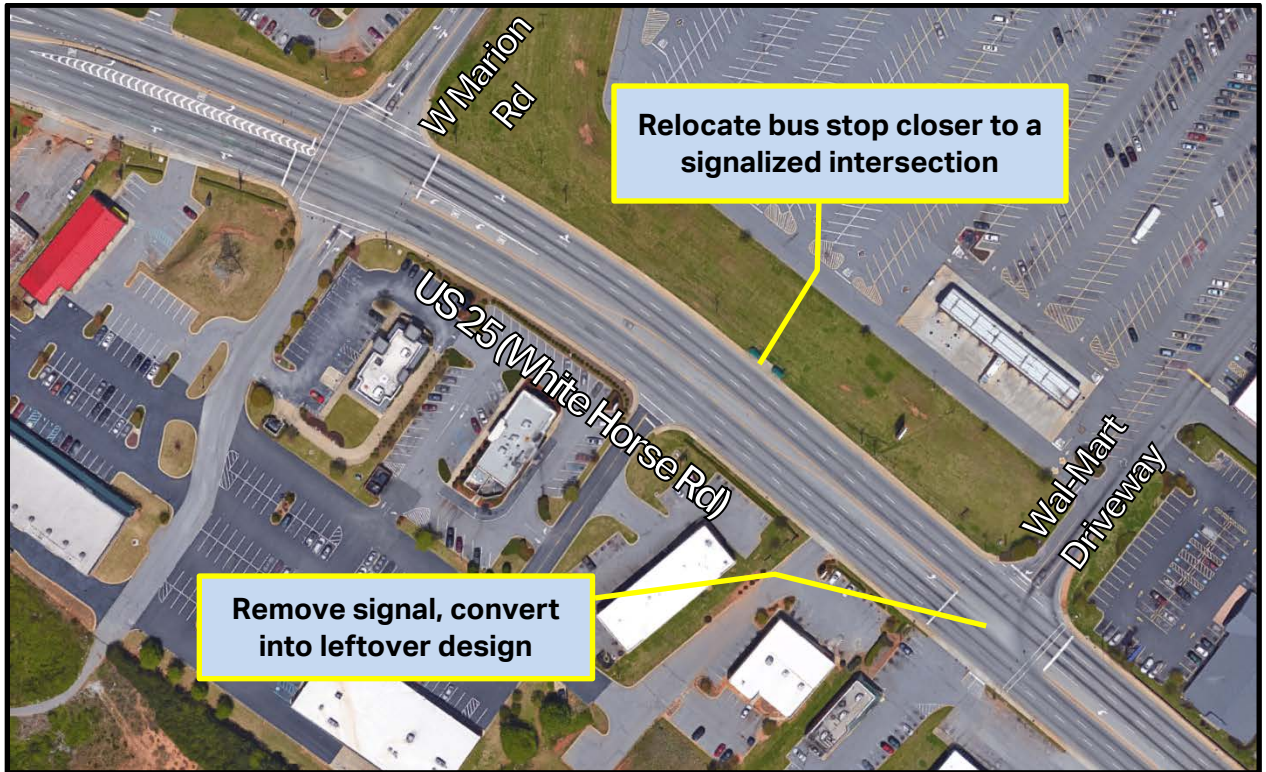 W Marion
Rd
Relocate bus stop closer to a
signalized intersection
US 25 (White Horse Rd)
Wal-Mart
Driveway
Remove signal, convert
into leftover design